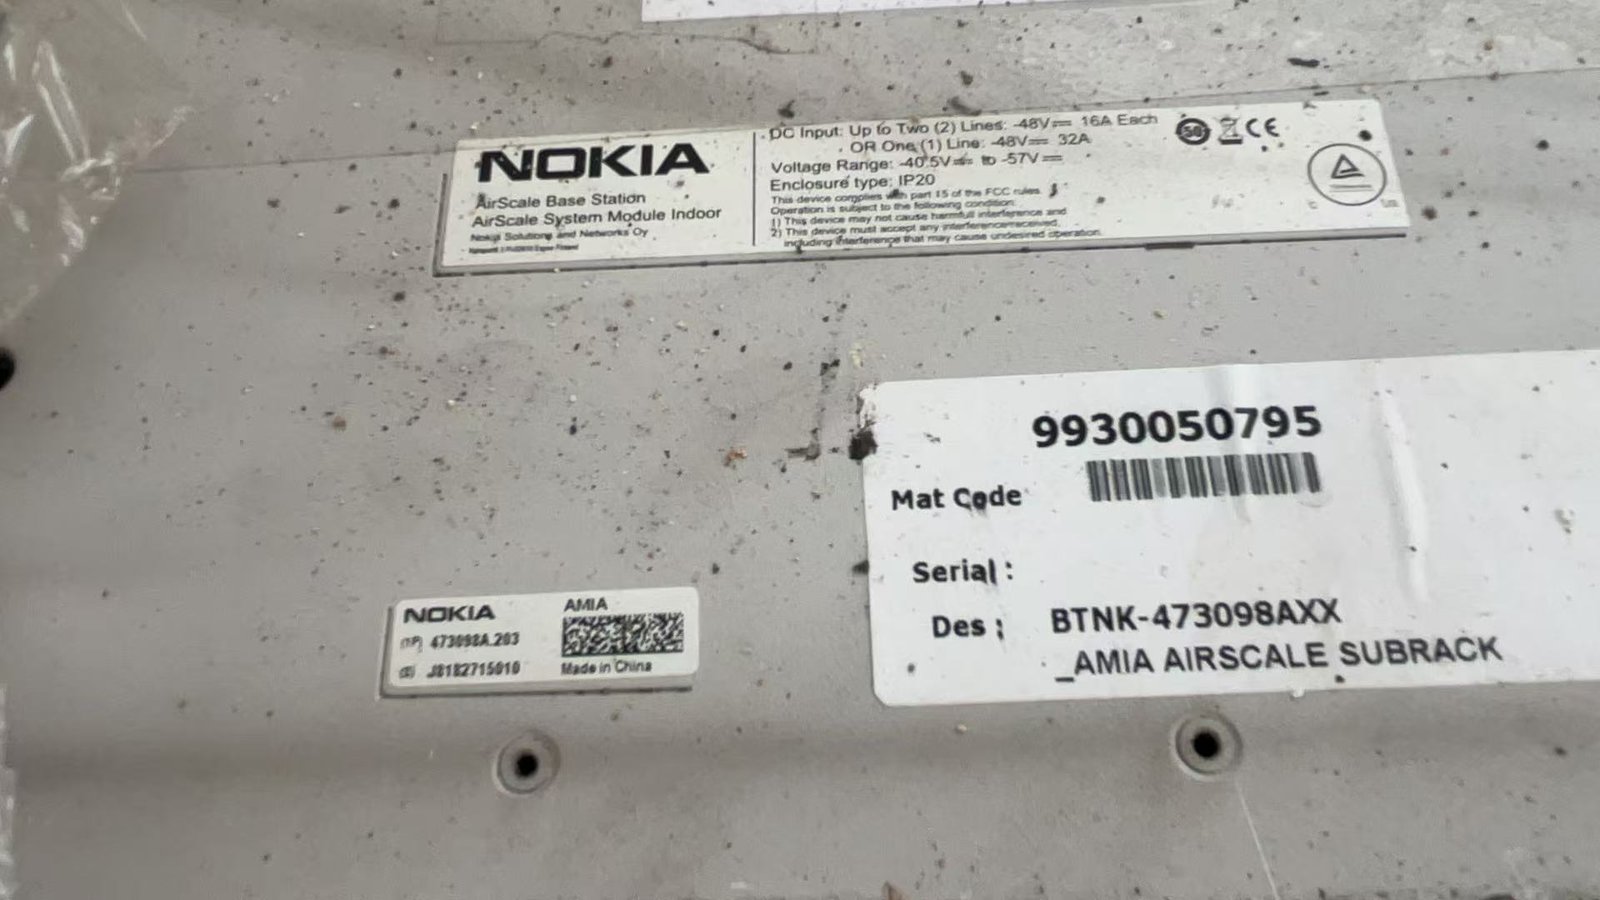 NOKIA
AirScale Base Station
AirScale System Module Indoor
Nokia Solutions and Networks Oy
DC Input: Up to Two (2) Lines: -48V⎓ 16A Each
OR One (1) Line: -48V⎓ 32A
Voltage Range: -40.5V⎓ to -57V⎓
Enclosure type: IP20
This device complies with part 15 of the FCC rules.
Operation is subject to the following condition:
1) This device may not cause harmfull interference and
2) This device must accept any interference received,
including interference that may cause undesired operation.
50
CE
9930050795
Mat Code
Serial :
Des : BTNK-473098AXX
_AMIA AIRSCALE SUBRACK
NOKIA
AMIA
(1P) 473098A.203
(S) J8182715010
Made in China